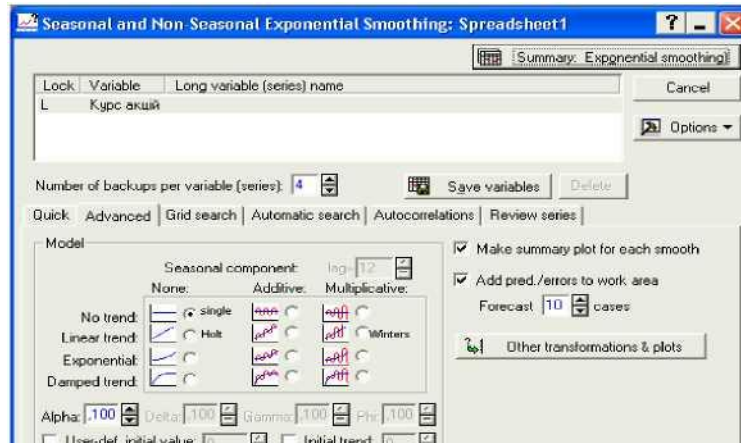 Seasonal and Non-Seasonal Exponential Smoothing: Spreadsheet1
Summary: Exponential smoothing
Lock Variable Long variable (series) name
Cancel
L Курс акцій
Options
Number of backups per variable (series): 4
Save variables Delete
Quick Advanced Grid search Automatic search Autocorrelations Review series
Model
Make summary plot for each smooth
Seasonal component: lag= 12
Add pred./errors to work area
None: Additive: Multiplicative:
Forecast 10 cases
No trend: single
Linear trend: Holt Winters
Other transformations & plots
Exponential:
Damped trend:
Alpha: .100 Delta: .100 Gamma: .100 Phi: .100
User-def. initial value: 0 Initial trend: 0